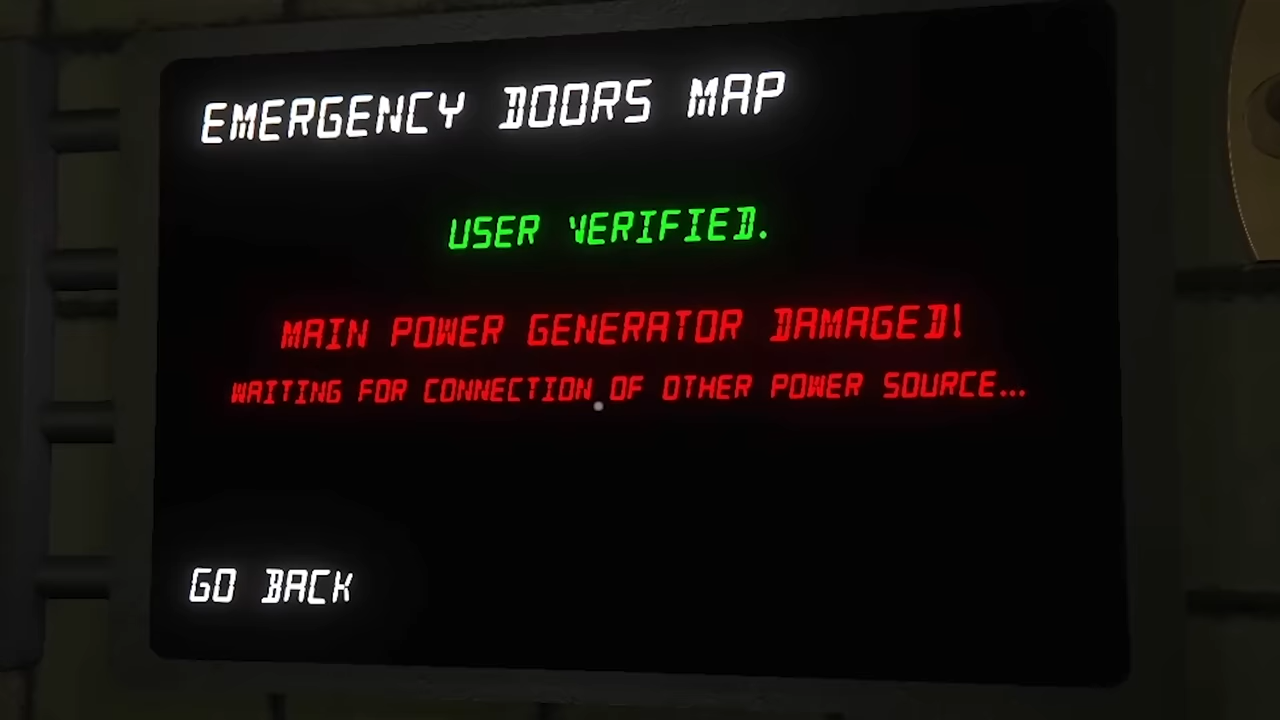 EMERGENCY DOORS MAP
USER VERIFIED.
MAIN POWER GENERATOR DAMAGED!
WAITING FOR CONNECTION OF OTHER POWER SOURCE...
GO BACK